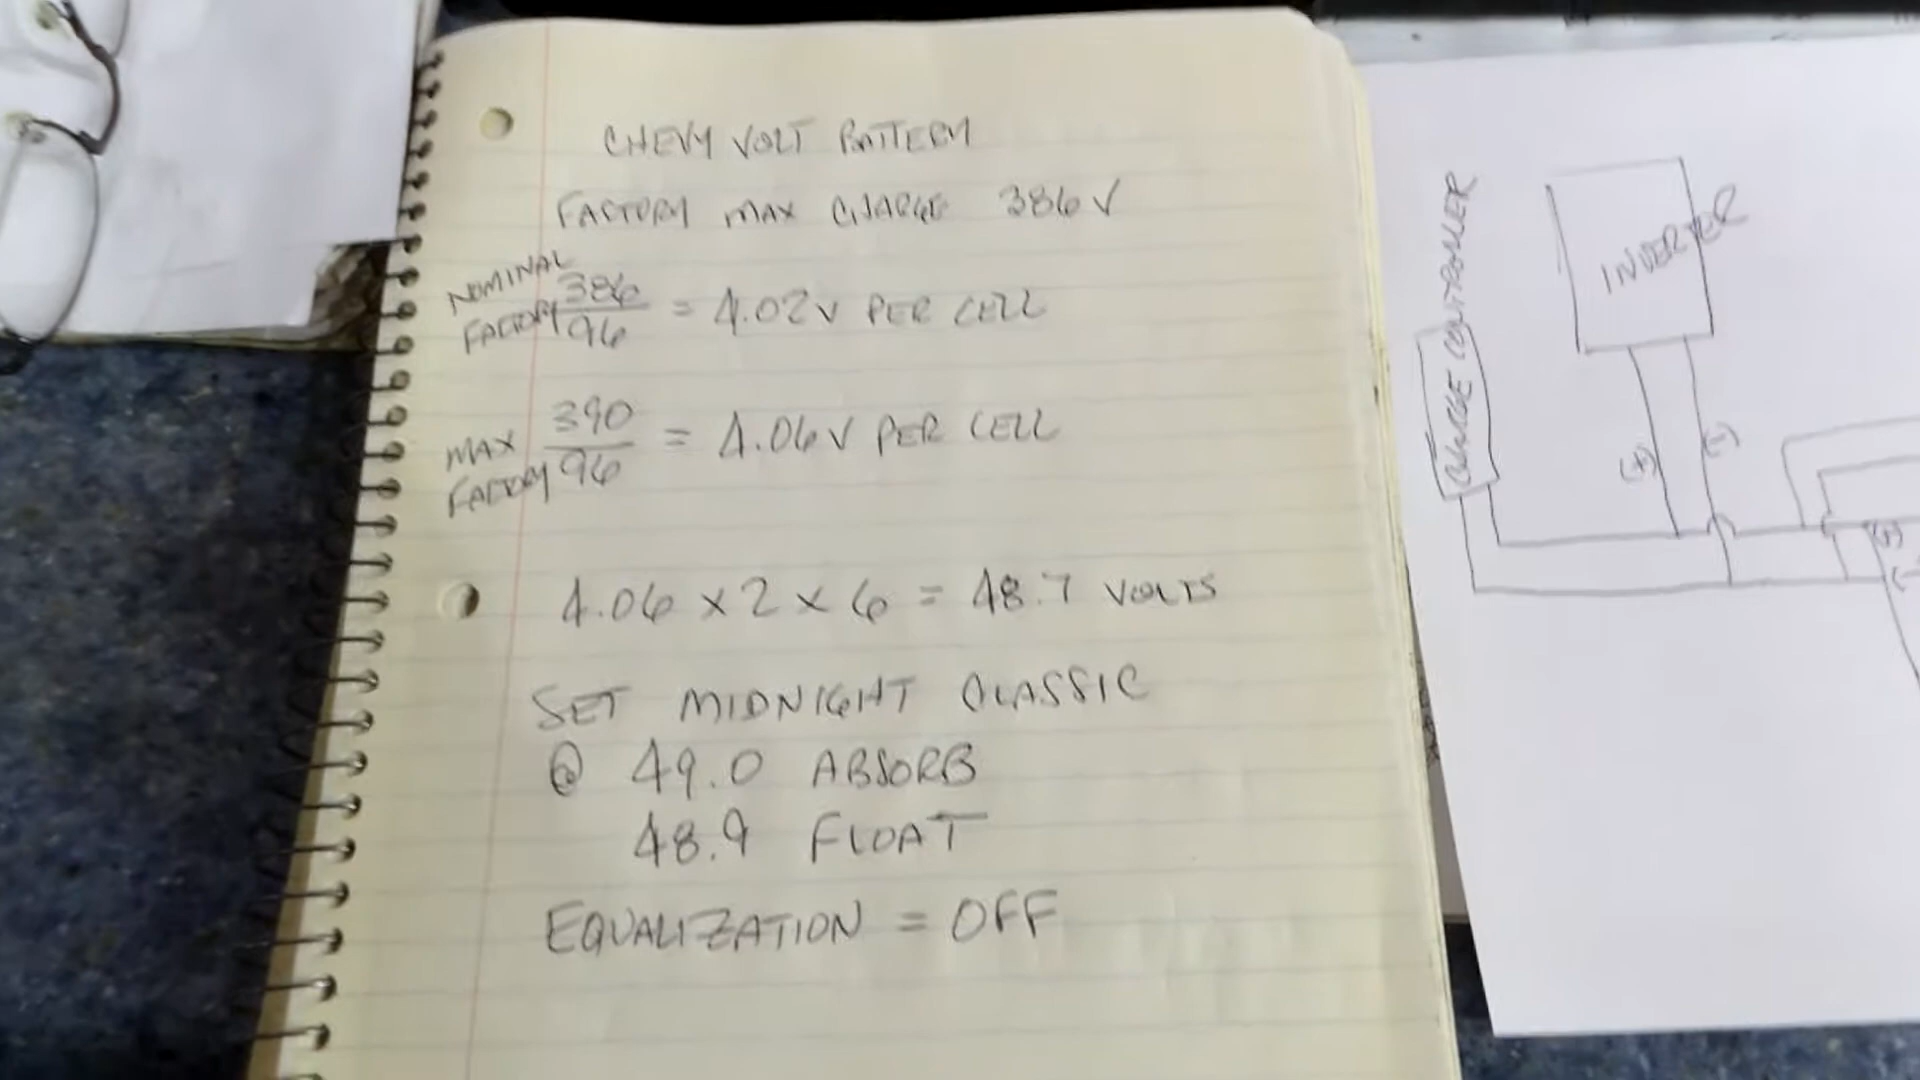 CHEVY VOLT BATTERY
FACTORY MAX CHARGE 386V
NOMINAL FACTORY 386/96 = 4.02V PER CELL
MAX FACTORY 390/96 = 4.06V PER CELL
4.06 x 2 x 6 = 48.7 VOLTS
SET MIDNIGHT CLASSIC
@ 49.0 ABSORB
48.9 FLOAT
EQUALIZATION = OFF
CHARGE CONTROLLER
INVERTER
(+)
(-)
(+)
(-